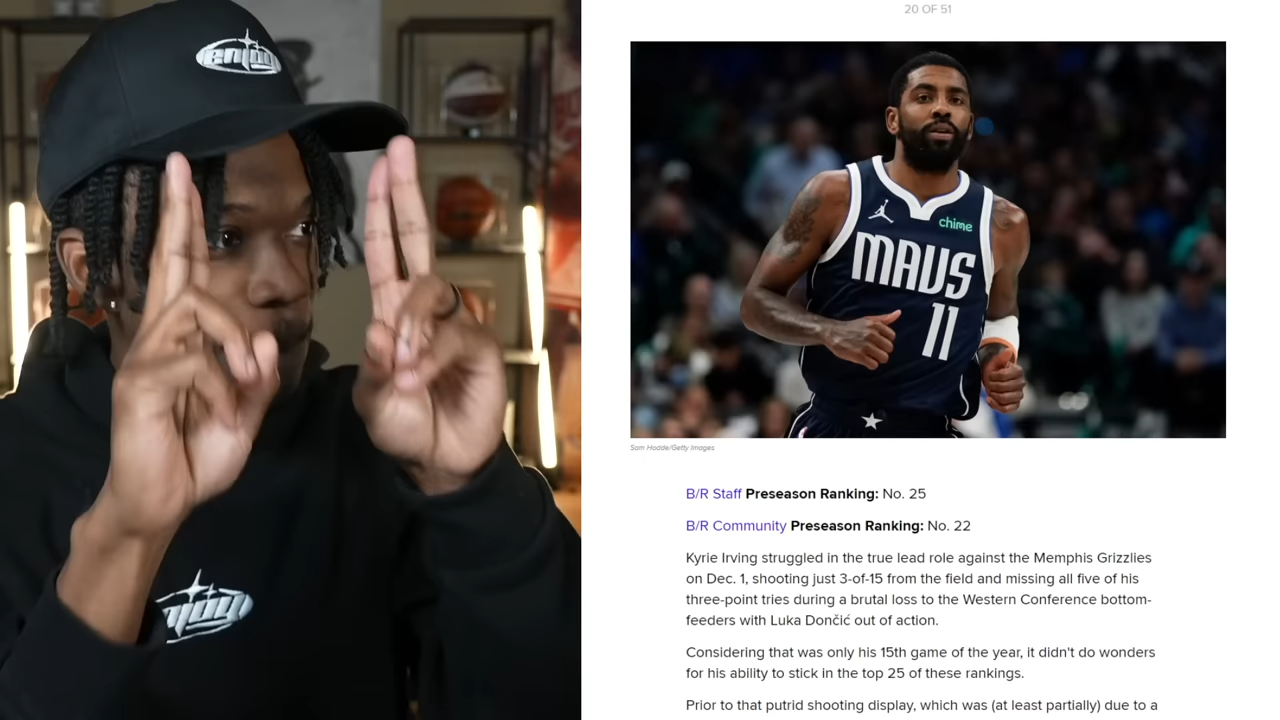 enjoy
enjoy
20 OF 51
chime
MAVS
11
Sam Hodde/Getty Images
B/R Staff Preseason Ranking: No. 25
B/R Community Preseason Ranking: No. 22
Kyrie Irving struggled in the true lead role against the Memphis Grizzlies
on Dec. 1, shooting just 3-of-15 from the field and missing all five of his
three-point tries during a brutal loss to the Western Conference bottom-
feeders with Luka Dončić out of action.
Considering that was only his 15th game of the year, it didn't do wonders
for his ability to stick in the top 25 of these rankings.
Prior to that putrid shooting display, which was (at least partially) due to a